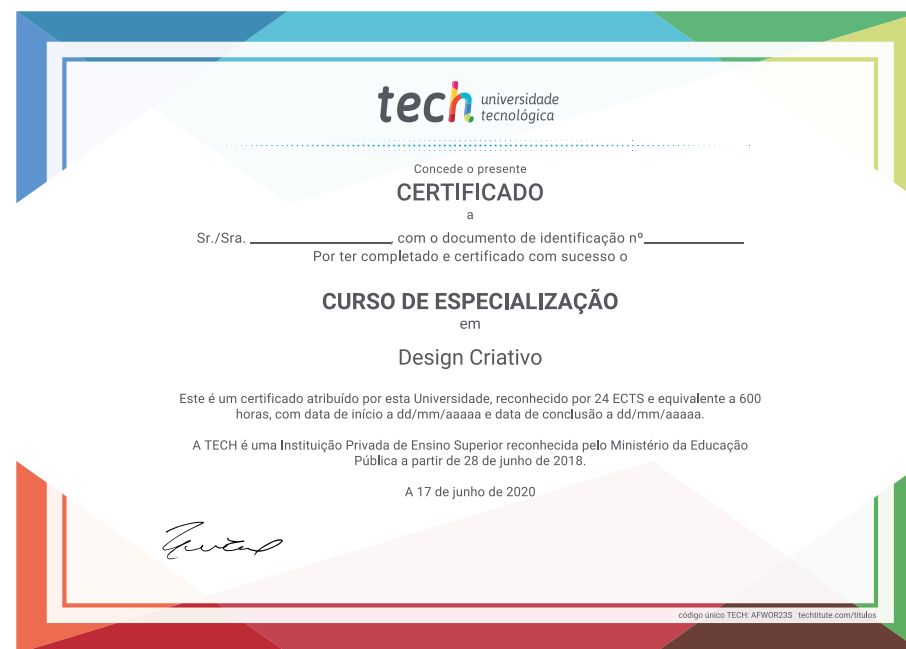 tech universidade
tecnológica
Concede o presente
CERTIFICADO
a
Sr./Sra. ____________________, com o documento de identificação nº______________
Por ter completado e certificado com sucesso o
CURSO DE ESPECIALIZAÇÃO
em
Design Criativo
Este é um certificado atribuído por esta Universidade, reconhecido por 24 ECTS e equivalente a 600
horas, com data de início a dd/mm/aaaaa e data de conclusão a dd/mm/aaaaa.
A TECH é uma Instituição Privada de Ensino Superior reconhecida pelo Ministério da Educação
Pública a partir de 28 de junho de 2018.
A 17 de junho de 2020
código único TECH: AFWOR23S techtitute.com/titulos